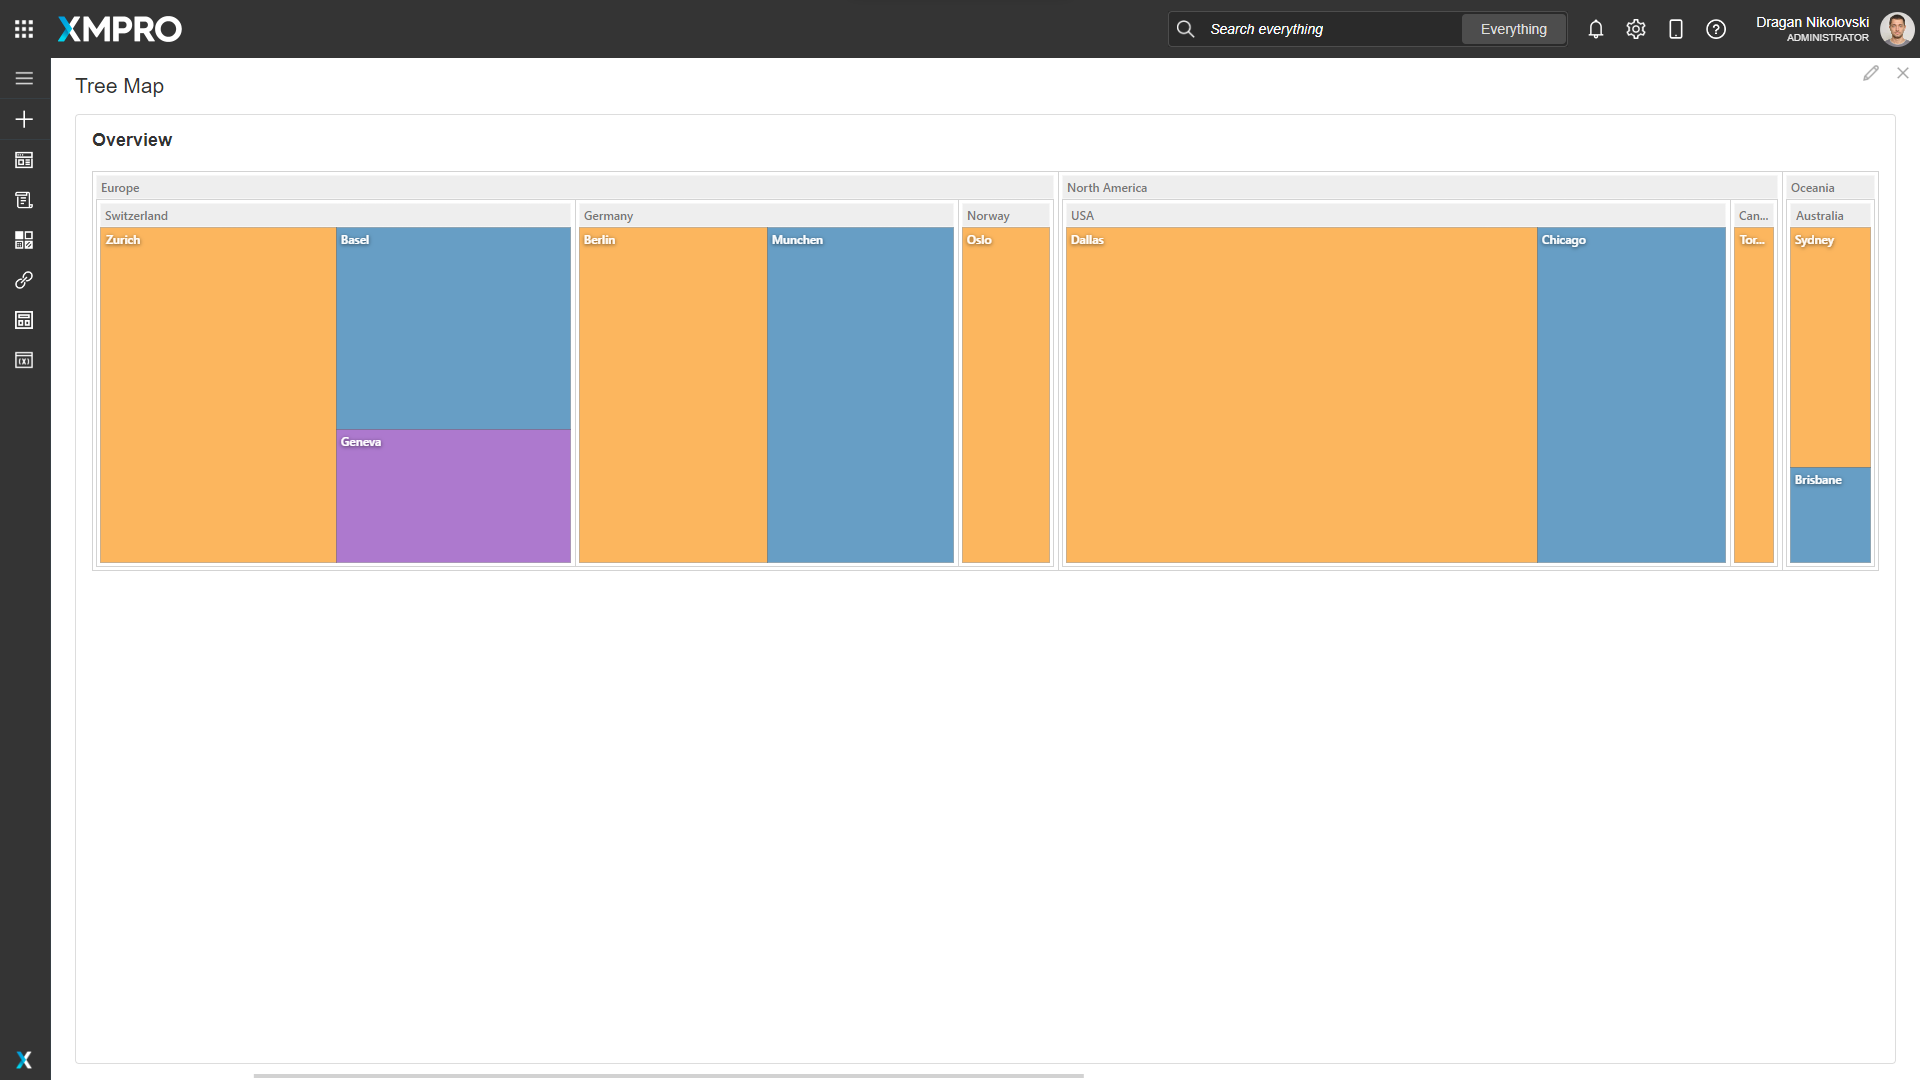 XMPRO
Search everything
Everything
Dragan Nikolovski
ADMINISTRATOR
Tree Map
Overview
Europe
North America
Oceania
Switzerland
Germany
Norway
USA
Can...
Australia
Zurich
Basel
Berlin
Munchen
Oslo
Dallas
Chicago
Tor...
Sydney
Geneva
Brisbane